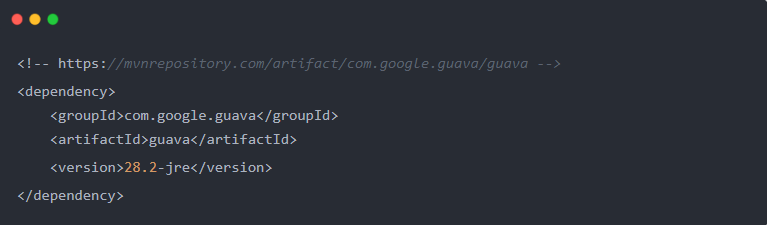 <!-- https://mvnrepository.com/artifact/com.google.guava/guava -->
<dependency>
    <groupId>com.google.guava</groupId>
    <artifactId>guava</artifactId>
    <version>28.2-jre</version>
</dependency>